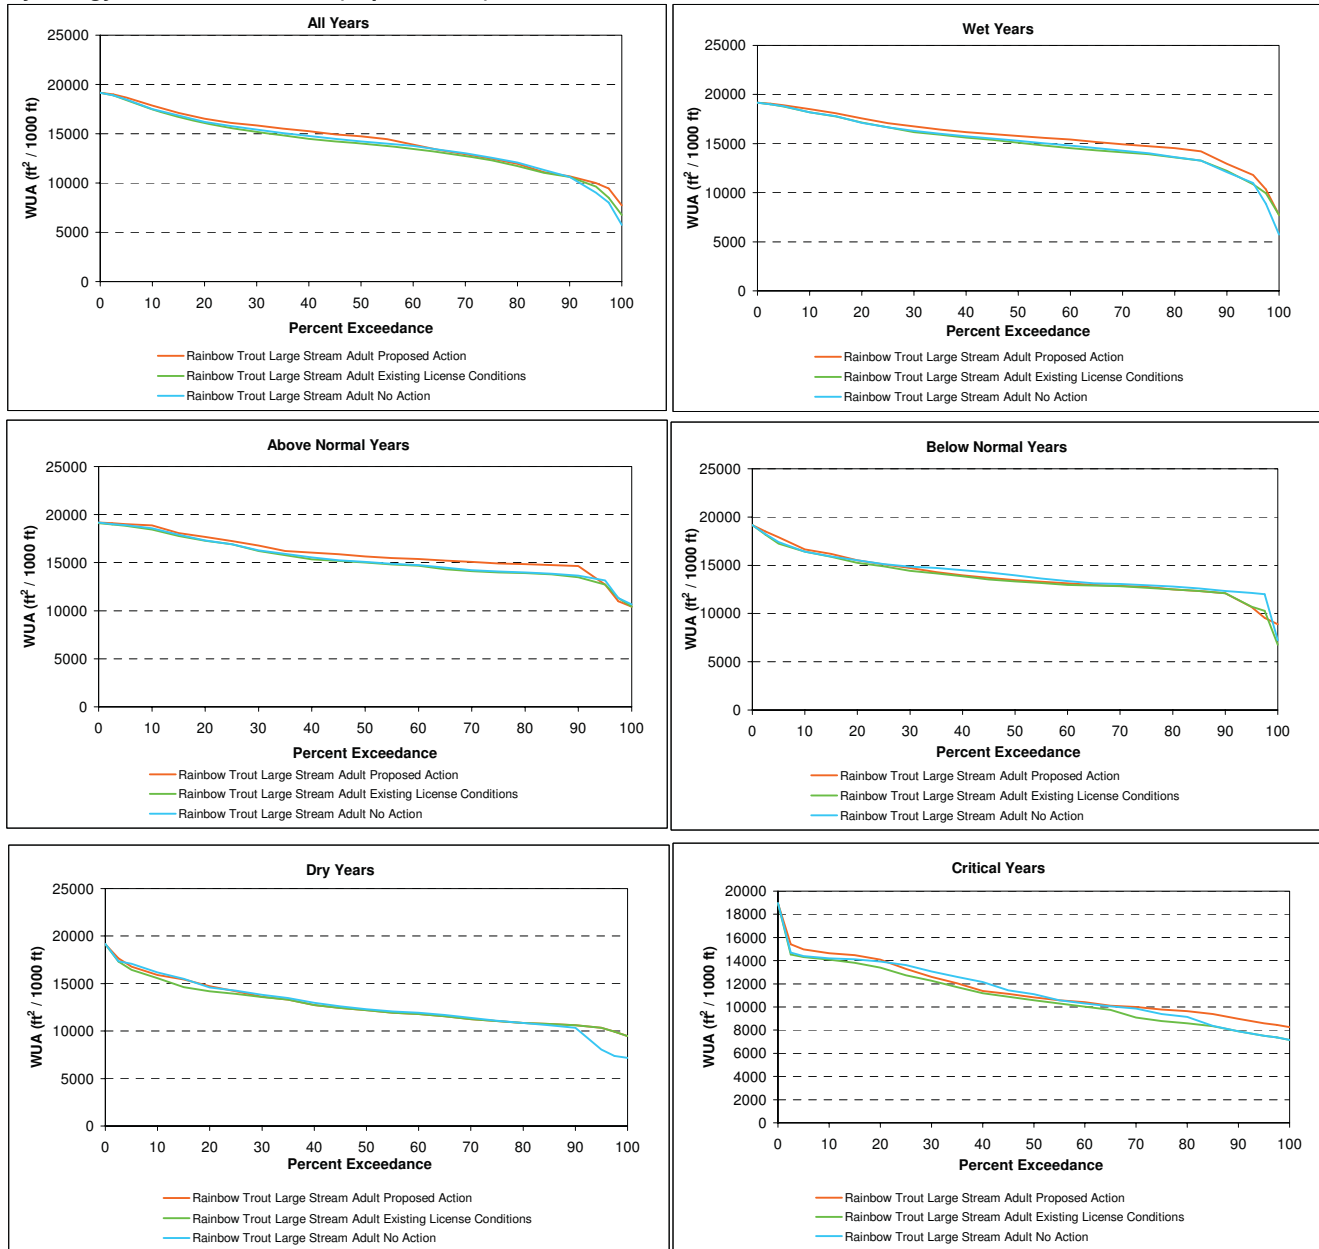 All Years
25000
20000
15000
10000
5000
0
WUA (ft² / 1000 ft)
0 10 20 30 40 50 60 70 80 90 100
Percent Exceedance
Rainbow Trout Large Stream Adult Proposed Action
Rainbow Trout Large Stream Adult Existing License Conditions
Rainbow Trout Large Stream Adult No Action
Wet Years
25000
20000
15000
10000
5000
0
WUA (ft² / 1000 ft)
0 10 20 30 40 50 60 70 80 90 100
Percent Exceedance
Rainbow Trout Large Stream Adult Proposed Action
Rainbow Trout Large Stream Adult Existing License Conditions
Rainbow Trout Large Stream Adult No Action
Above Normal Years
25000
20000
15000
10000
5000
0
WUA (ft² / 1000 ft)
0 10 20 30 40 50 60 70 80 90 100
Percent Exceedance
Rainbow Trout Large Stream Adult Proposed Action
Rainbow Trout Large Stream Adult Existing License Conditions
Rainbow Trout Large Stream Adult No Action
Below Normal Years
25000
20000
15000
10000
5000
0
WUA (ft² / 1000 ft)
0 10 20 30 40 50 60 70 80 90 100
Percent Exceedance
Rainbow Trout Large Stream Adult Proposed Action
Rainbow Trout Large Stream Adult Existing License Conditions
Rainbow Trout Large Stream Adult No Action
Dry Years
25000
20000
15000
10000
5000
0
WUA (ft² / 1000 ft)
0 10 20 30 40 50 60 70 80 90 100
Percent Exceedance
Rainbow Trout Large Stream Adult Proposed Action
Rainbow Trout Large Stream Adult Existing License Conditions
Rainbow Trout Large Stream Adult No Action
Critical Years
20000
18000
16000
14000
12000
10000
8000
6000
4000
2000
0
WUA (ft² / 1000 ft)
0 10 20 30 40 50 60 70 80 90 100
Percent Exceedance
Rainbow Trout Large Stream Adult Proposed Action
Rainbow Trout Large Stream Adult Existing License Conditions
Rainbow Trout Large Stream Adult No Action